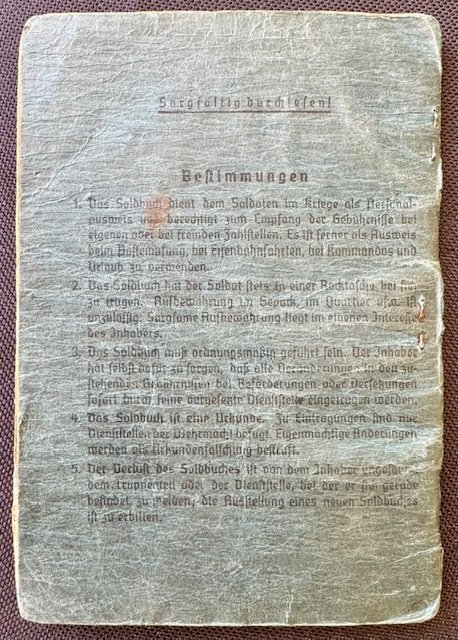 Sorgfältig durchlesen!
Bestimmungen
1. Das Soldbuch dient dem Soldaten im Kriege als Personal-
ausweis und berechtigt zum Empfang der Gebührnisse bei
eigenen oder bei fremden Zahlstellen. Es ist ferner als Ausweis
beim Postempfang, bei Eisenbahnfahrten, bei Kommandos und
Urlaub zu verwenden.
2. Das Soldbuch hat der Soldat stets in einer Rocktasche bei sich
zu tragen. Aufbewahrung im Gepäck, im Quartier usw. ist
unzulässig. Sorgsame Aufbewahrung liegt im eigenen Interesse
des Inhabers.
3. Das Soldbuch muß ordnungsmäßig geführt sein. Der Inhaber
hat selbst dafür zu sorgen, daß alle Veränderungen in den zu-
stehenden Gebührnissen bei Beförderungen oder Versetzungen
sofort durch seine vorgesetzte Dienststelle eingetragen werden.
4. Das Soldbuch ist eine Urkunde. Zu Eintragungen sind nur
Dienststellen der Wehrmacht befugt. Eigenmächtige Änderungen
werden als Urkundenfälschung bestraft.
5. Der Verlust des Soldbuches ist von dem Inhaber
dem Truppenteil oder der Dienststelle, bei der er sich gerade
befindet, zu melden, die Ausstellung eines neuen Soldbuches
ist zu erbitten.